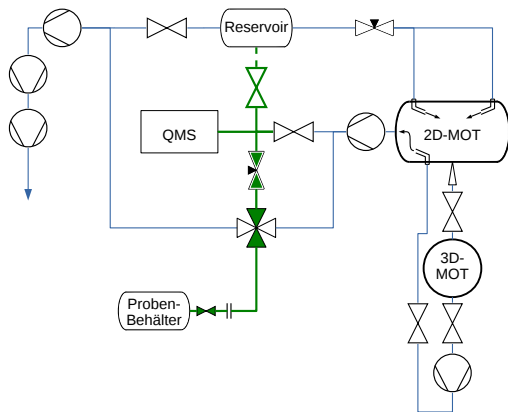 Reservoir
QMS
2D-MOT
3D-
MOT
Proben-
Behälter